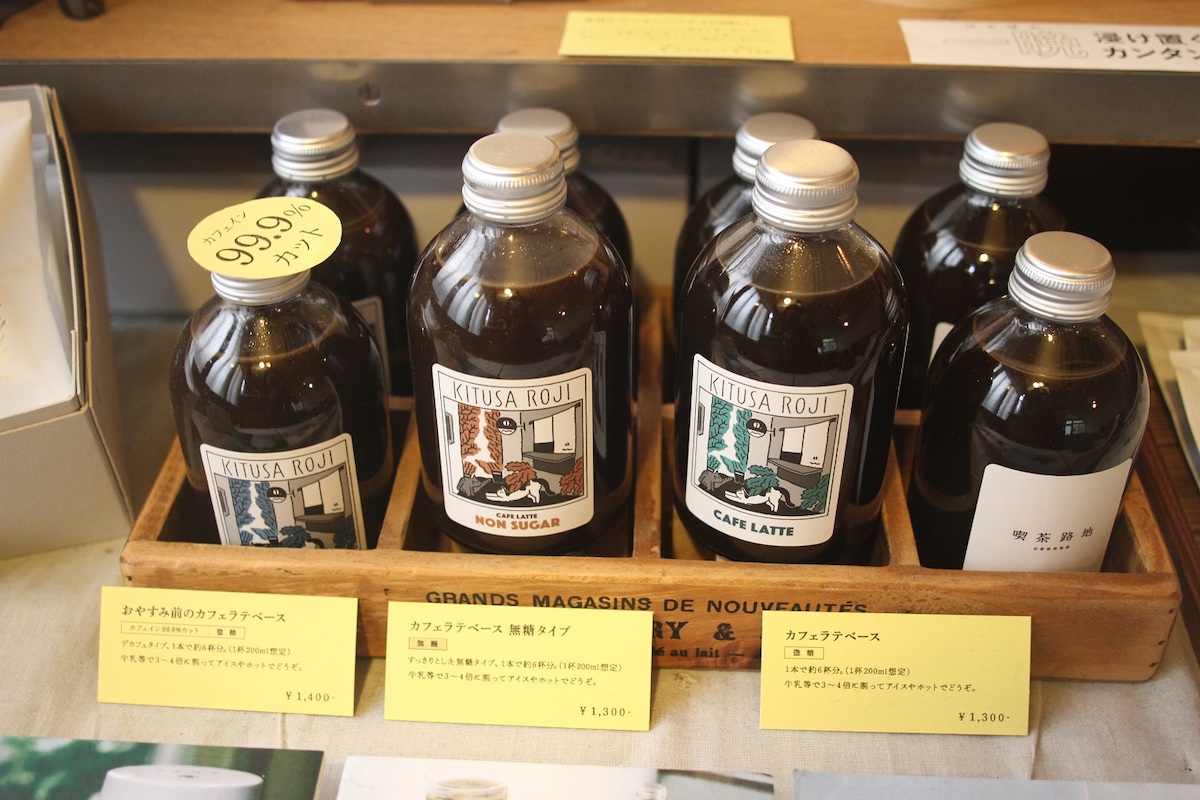 浸け置く
カンタン
カフェイン
99.9%
カット
KITUSA ROJI
KITUSA ROJI
CAFE LATTE
NON SUGAR
KITUSA ROJI
CAFE LATTE
喫茶路地
GRANDS MAGASINS DE NOUVEAUTÉS
RY &
au lait
おやすみ前のカフェラテベース
カフェイン99.9%カット 微糖
デカフェタイプ、1本で約6杯分。(1杯200ml想定)
牛乳等で3〜4倍に割ってアイスやホットでどうぞ。
¥1,400-
カフェラテベース 無糖タイプ
無糖
すっきりとした無糖タイプ、1本で約6杯分。(1杯200ml想定)
牛乳等で3〜4倍に割ってアイスやホットでどうぞ。
¥1,300-
カフェラテベース
微糖
1本で約6杯分。(1杯200ml想定)
牛乳等で3〜4倍に割ってアイスやホットでどうぞ。
¥1,300-